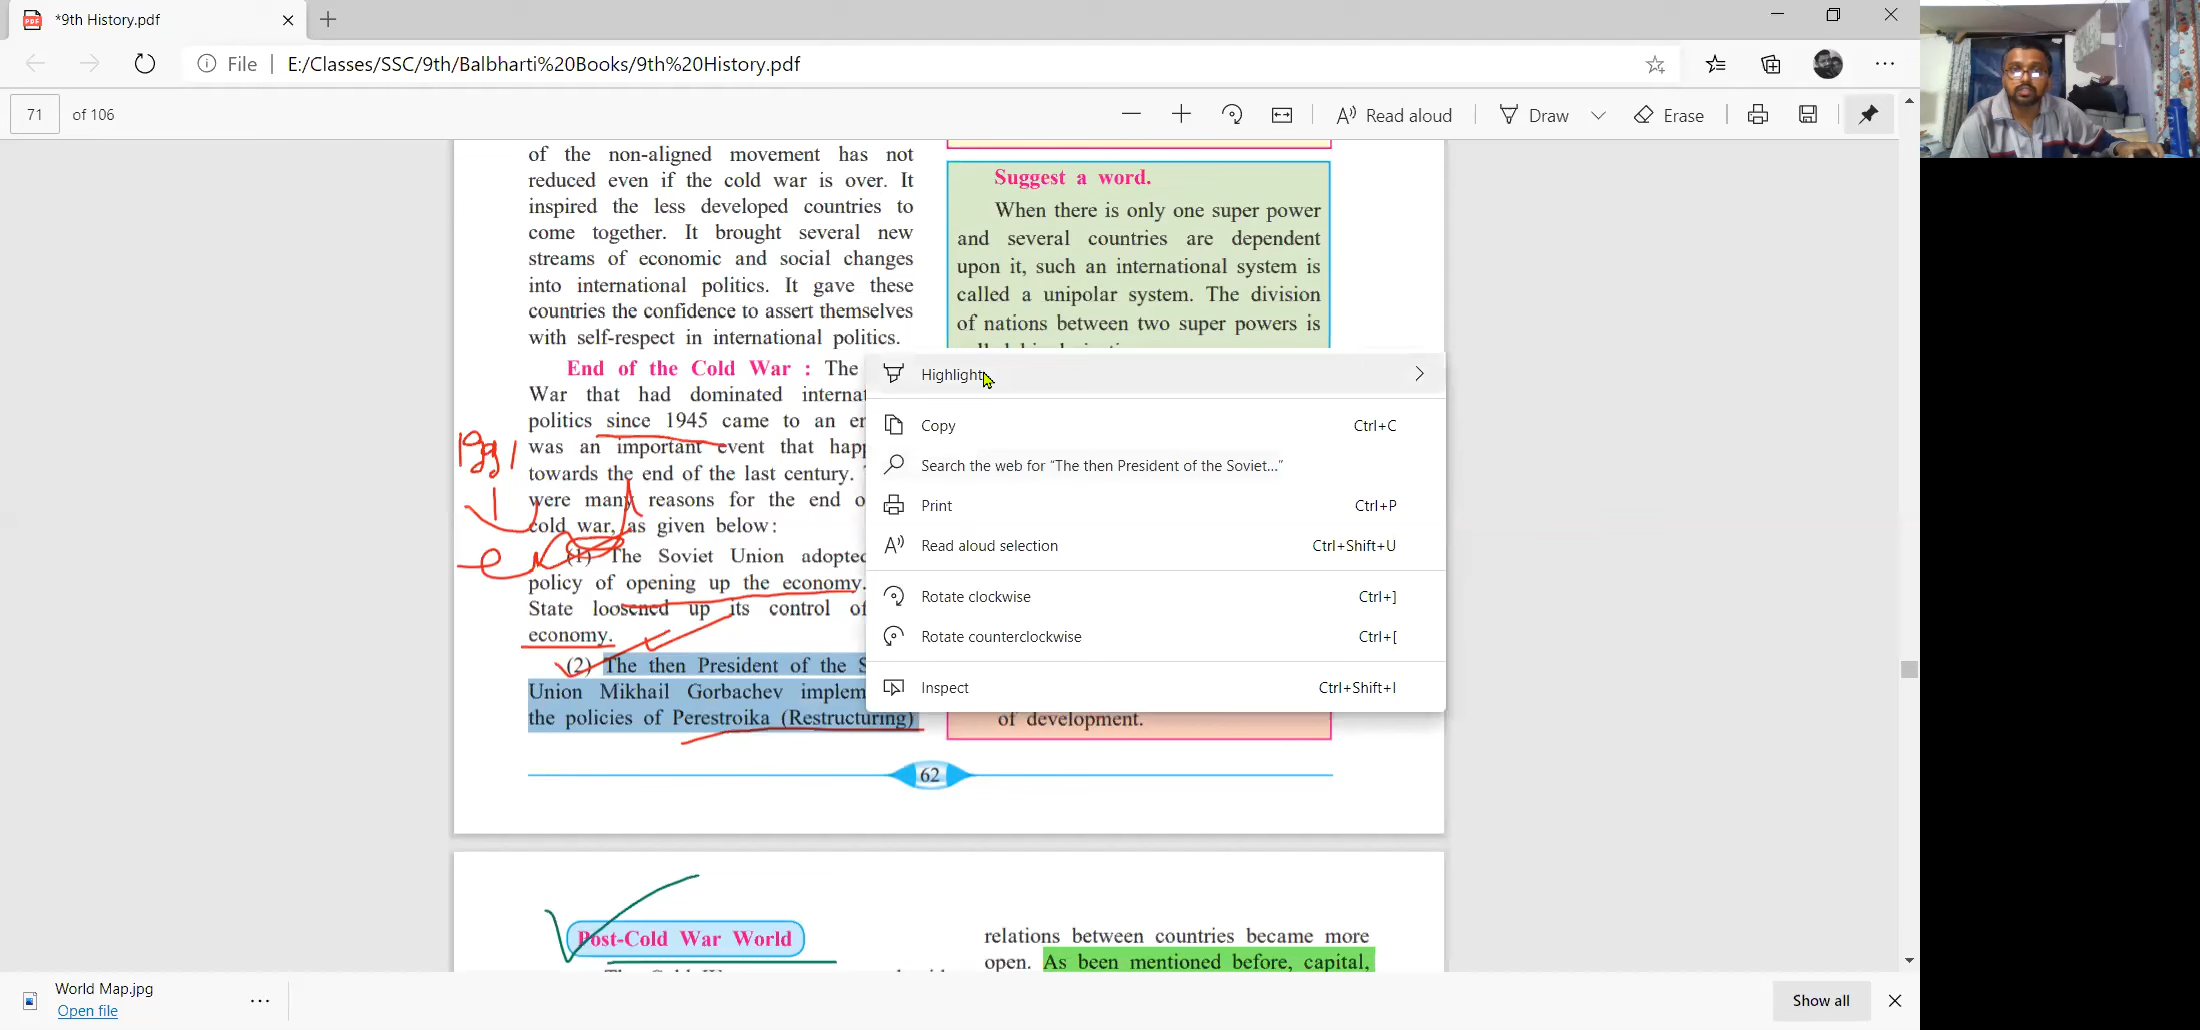 *9th History.pdf
File
E:/Classes/SSC/9th/Balbharti%20Books/9th%20History.pdf
71 of 106
Read aloud
Draw
Erase
of the non-aligned movement has not
reduced even if the cold war is over. It
inspired the less developed countries to
come together. It brought several new
streams of economic and social changes
into international politics. It gave these
countries the confidence to assert themselves
with self-respect in international politics.
End of the Cold War : The
War that had dominated internat
politics since 1945 came to an en
was an important event that happ
towards the end of the last century.
were many reasons for the end o
cold war, as given below:
(1) The Soviet Union adopted
policy of opening up the economy.
State loosened up its control of
economy.
(2) The then President of the S
Union Mikhail Gorbachev implem
the policies of Perestroika (Restructuring)
1991
end
Suggest a word.
When there is only one super power
and several countries are dependent
upon it, such an international system is
called a unipolar system. The division
of nations between two super powers is
Highlight
Copy Ctrl+C
Search the web for “The then President of the Soviet...”
Print Ctrl+P
Read aloud selection Ctrl+Shift+U
Rotate clockwise Ctrl+]
Rotate counterclockwise Ctrl+[
Inspect Ctrl+Shift+I
of development.
62
Post-Cold War World
relations between countries became more
open. As been mentioned before, capital,
World Map.jpg
Open file
Show all